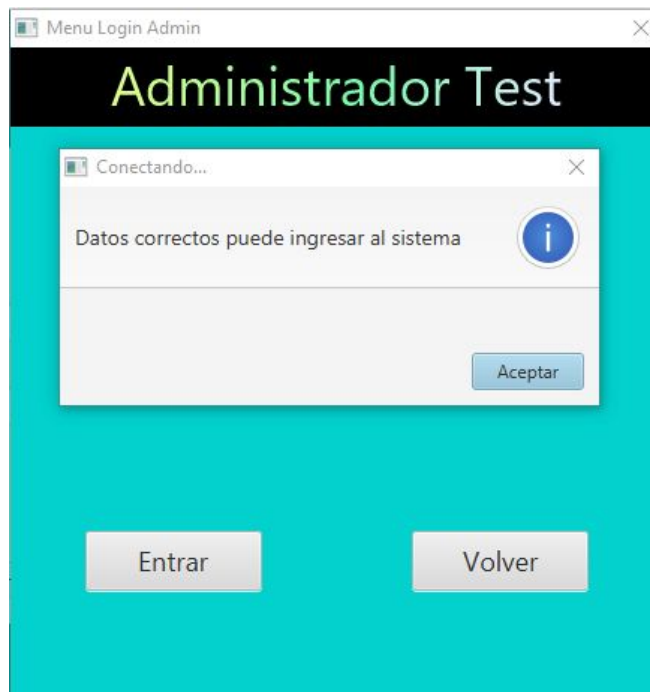 Menu Login Admin
Administrador Test
Conectando...
Datos correctos puede ingresar al sistema
i
Aceptar
Entrar
Volver